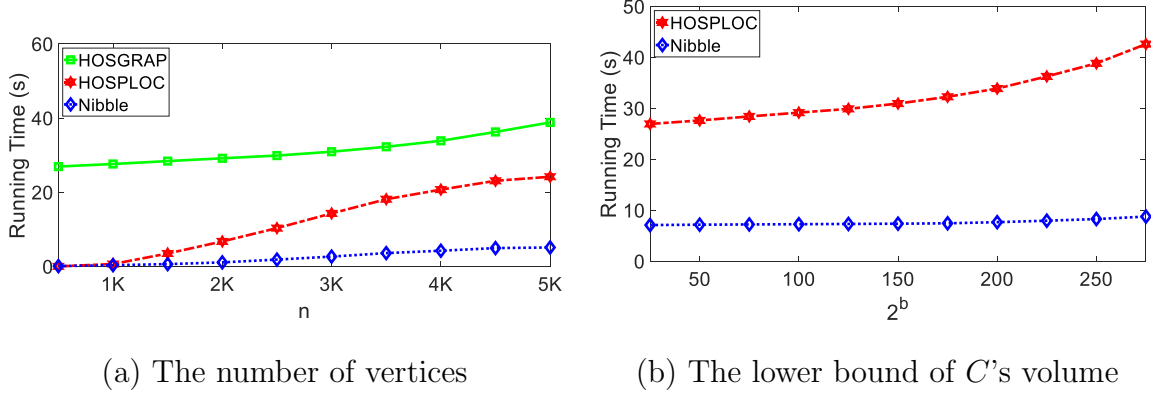 Running Time (s)
60
40
20
0
HOSGRAP
HOSPLOC
Nibble
1K 2K 3K 4K 5K
n
(a) The number of vertices
Running Time (s)
50
40
30
20
10
0
HOSPLOC
Nibble
50 100 150 200 250
2^b
(b) The lower bound of C's volume